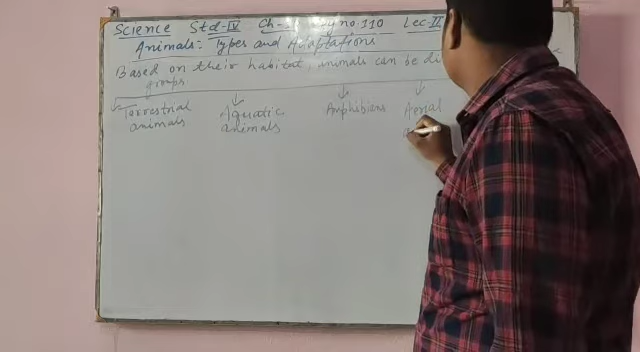 Science Std-IV Ch- Pg no.110 Lec-II
Animals: Types and Adaptations
Based on their habitat, animals can be di
groups
Terrestrial animals
Aquatic animals
Amphibians
Aerial